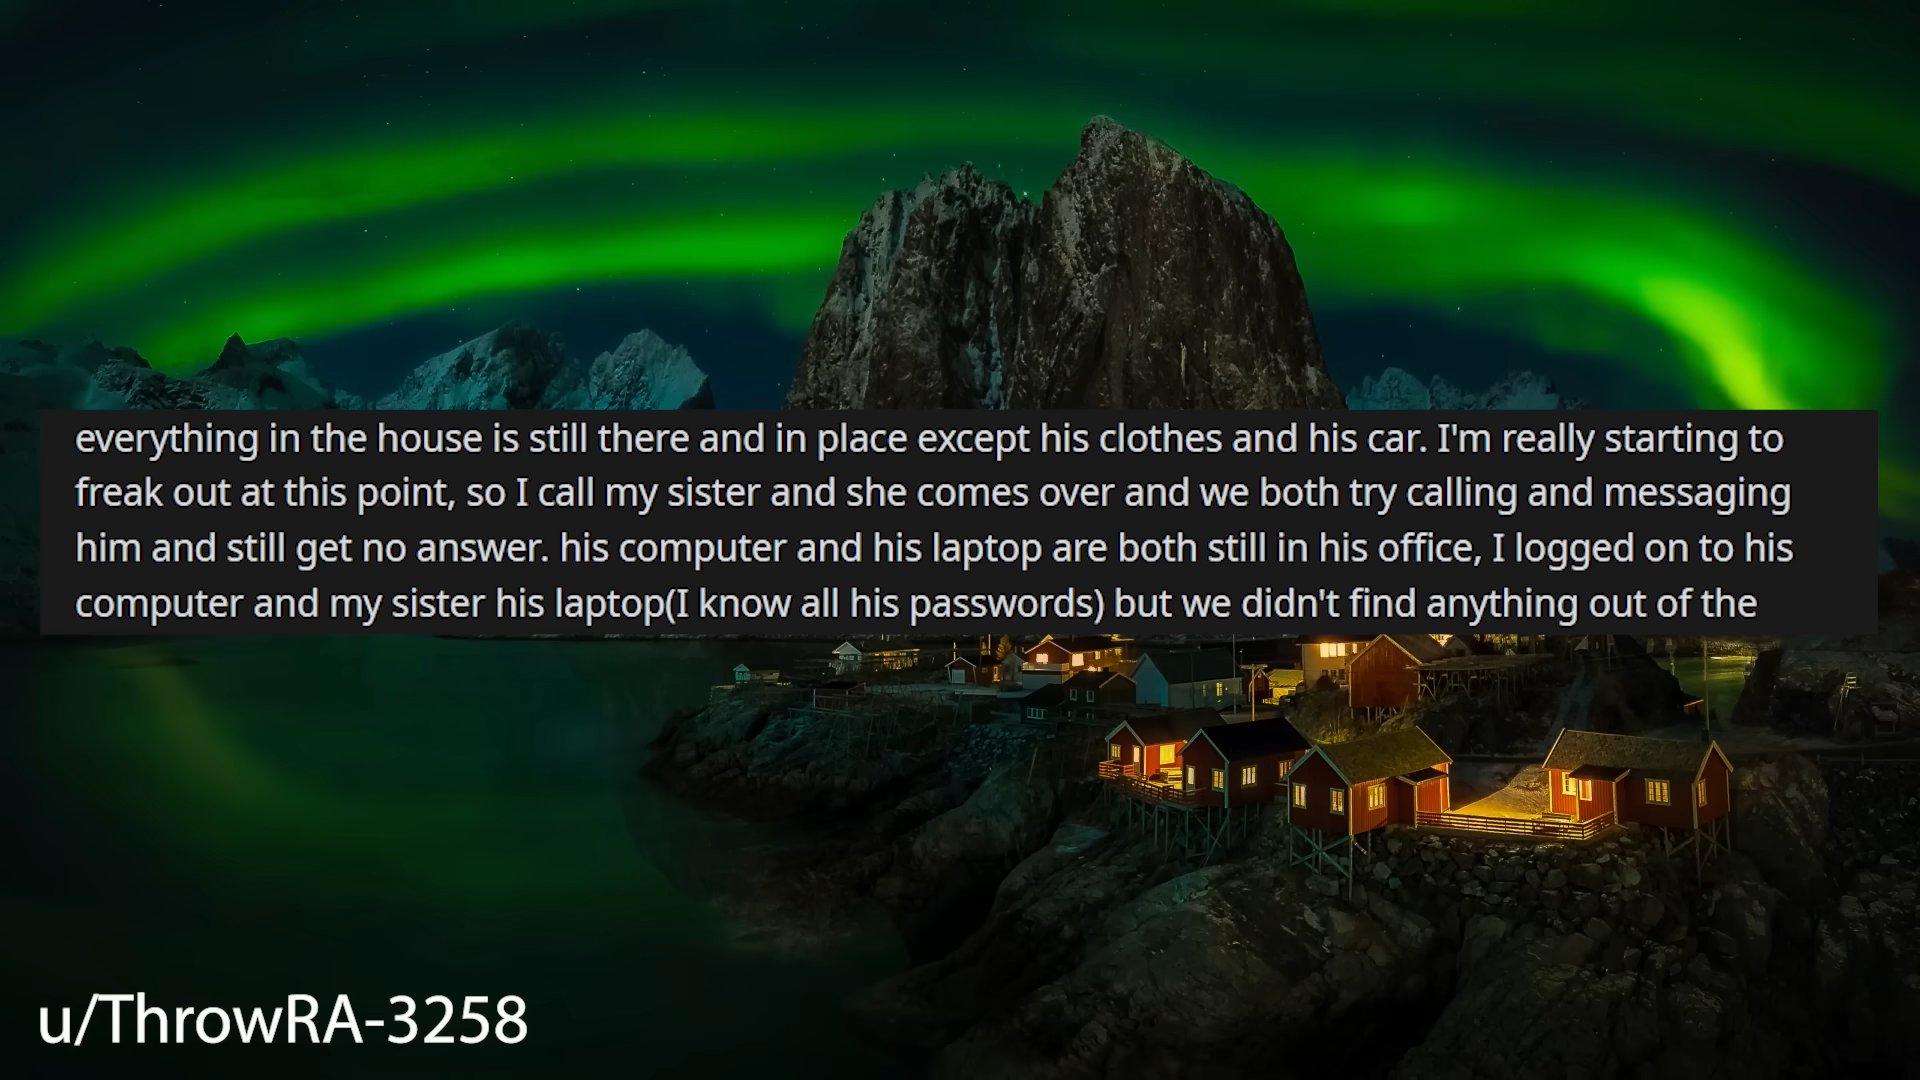 everything in the house is still there and in place except his clothes and his car. I'm really starting to
freak out at this point, so I call my sister and she comes over and we both try calling and messaging
him and still get no answer. his computer and his laptop are both still in his office, I logged on to his
computer and my sister his laptop(I know all his passwords) but we didn't find anything out of the
u/ThrowRA-3258